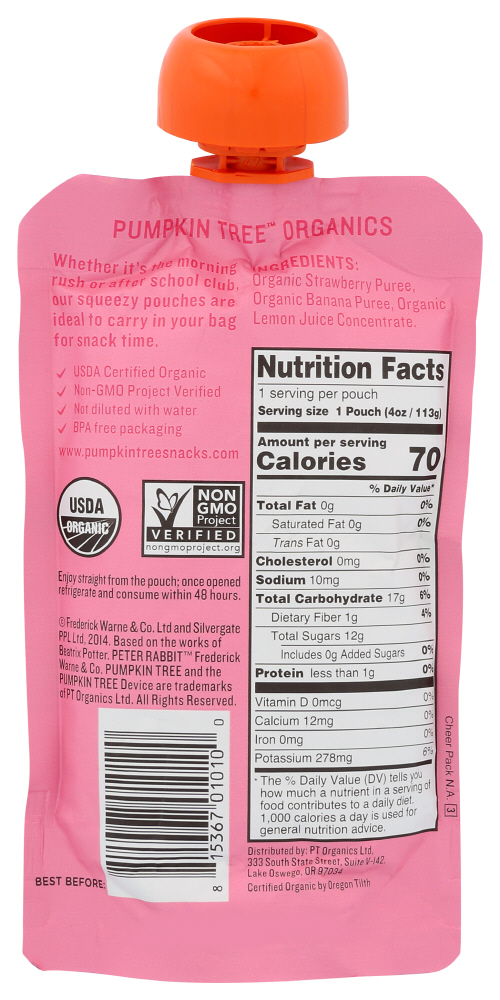 PUMPKIN TREE™ ORGANICS
Whether it's the morning
rush or after school club,
our squeezy pouches are
ideal to carry in your bag
for snack time.
✓ USDA Certified Organic
✓ Non-GMO Project Verified
✓ Not diluted with water
✓ BPA free packaging
www.pumpkintreesnacks.com
USDA
ORGANIC
NON
GMO
Project
VERIFIED
nongmoproject.org
Enjoy straight from the pouch; once opened
refrigerate and consume within 48 hours.
©Frederick Warne & Co. Ltd and Silvergate
PPL Ltd, 2014. Based on the works of
Beatrix Potter. PETER RABBIT™ Frederick
Warne & Co. PUMPKIN TREE and the
PUMPKIN TREE Device are trademarks
of PT Organics Ltd. All Rights Reserved.
8 15367 01010 0
BEST BEFORE:
INGREDIENTS:
Organic Strawberry Puree,
Organic Banana Puree, Organic
Lemon Juice Concentrate.
Nutrition Facts
1 serving per pouch
Serving size 1 Pouch (4oz / 113g)
Amount per serving
Calories 70
% Daily Value*
Total Fat 0g 0%
Saturated Fat 0g 0%
Trans Fat 0g
Cholesterol 0mg 0%
Sodium 10mg 0%
Total Carbohydrate 17g 6%
Dietary Fiber 1g 4%
Total Sugars 12g
Includes 0g Added Sugars 0%
Protein less than 1g 0%
Vitamin D 0mcg 0%
Calcium 12mg 0%
Iron 0mg 0%
Potassium 278mg 6%
* The % Daily Value (DV) tells you
how much a nutrient in a serving of
food contributes to a daily diet.
1,000 calories a day is used for
general nutrition advice.
Cheer Pack N.A. 3
Distributed by: PT Organics Ltd,
333 South State Street, Suite V-142,
Lake Oswego, OR 97034
Certified Organic by Oregon Tilth